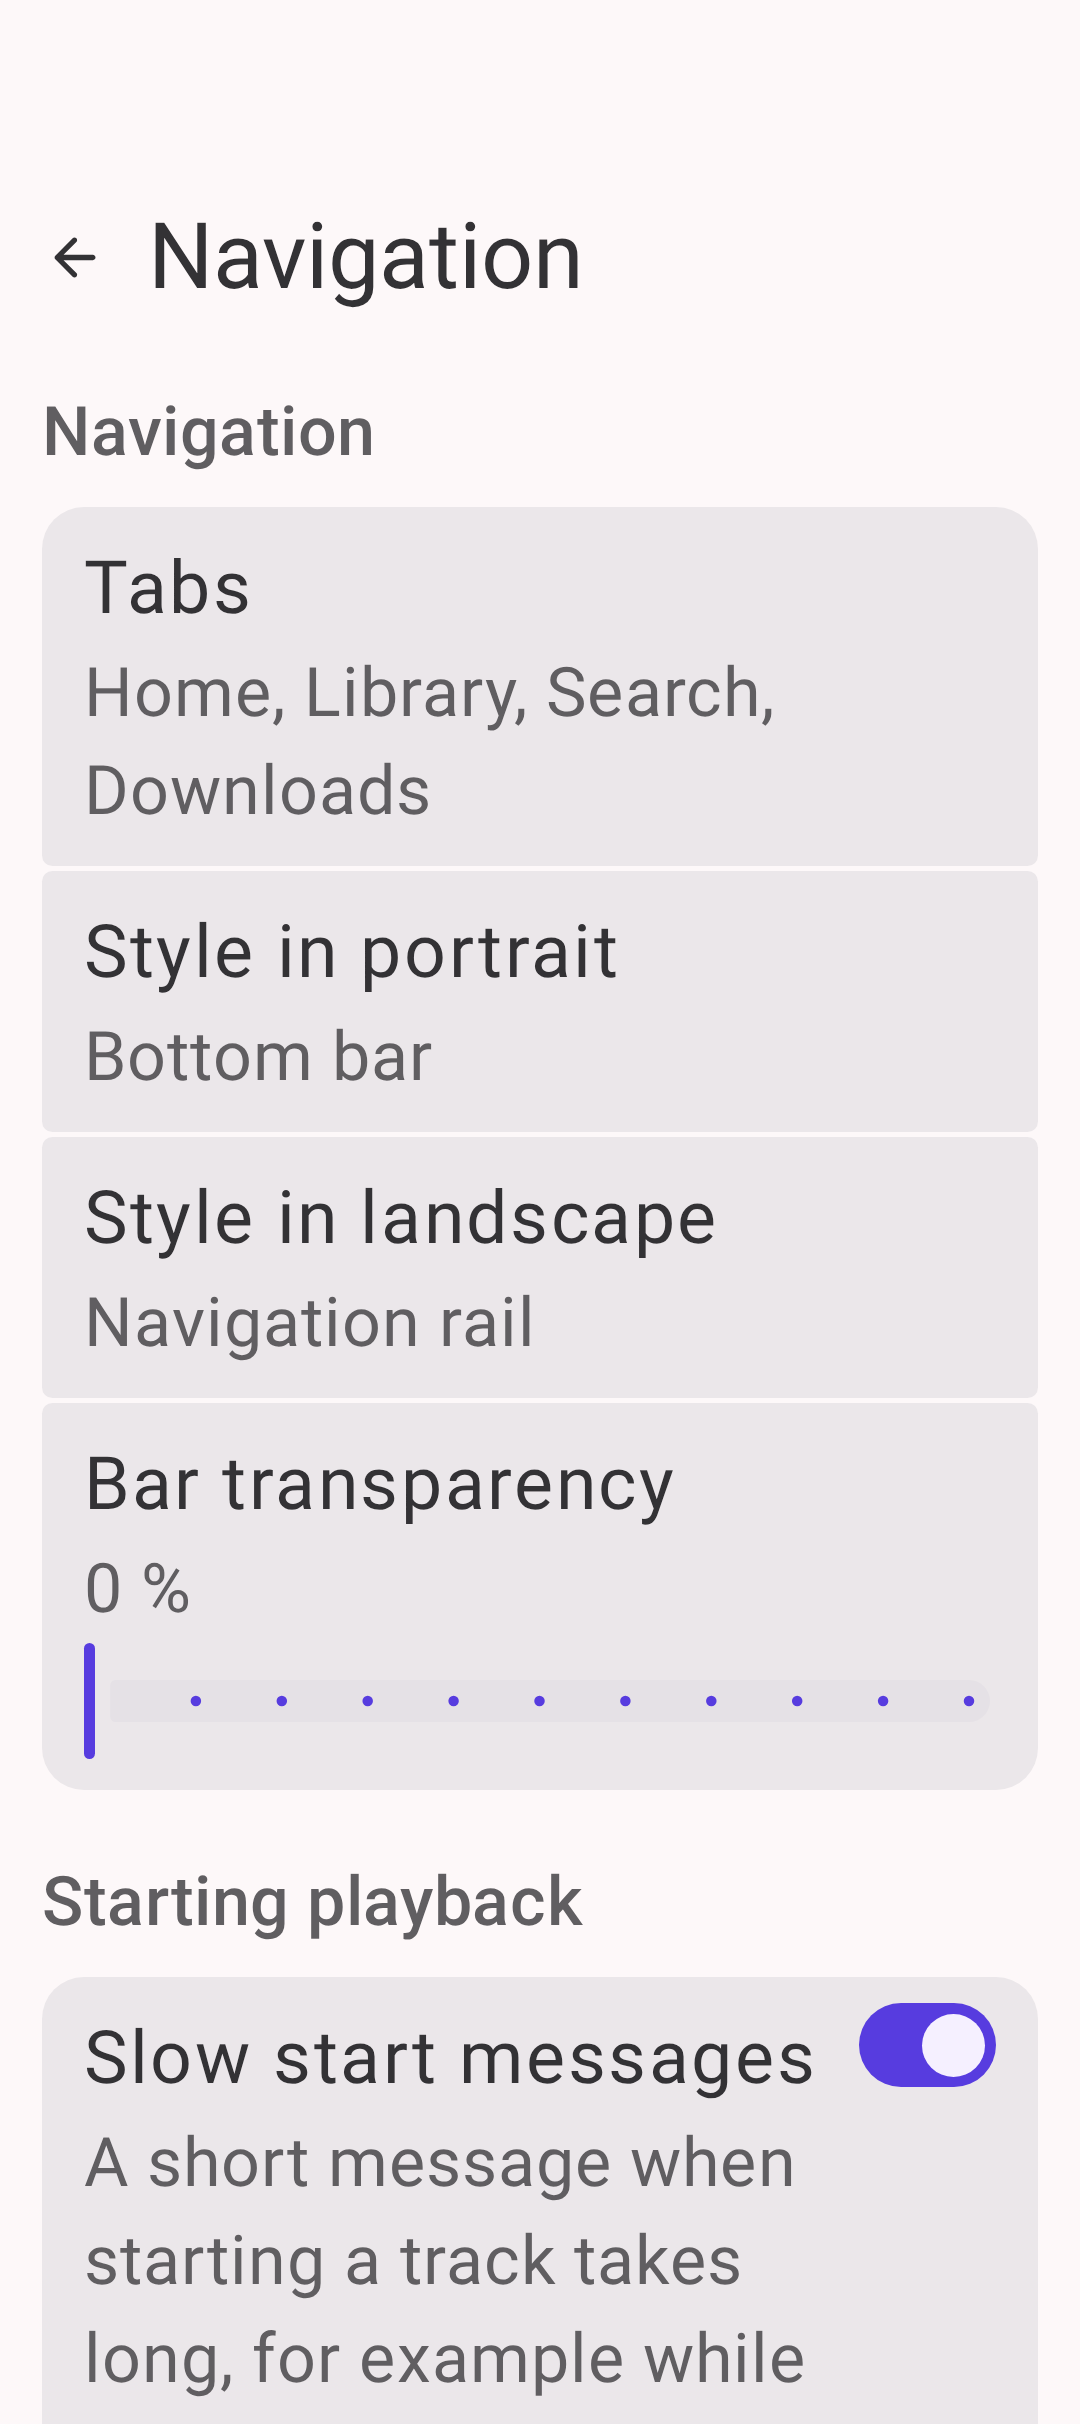 Navigation
Navigation
Tabs
Home, Library, Search,
Downloads
Style in portrait
Bottom bar
Style in landscape
Navigation rail
Bar transparency
0 %
Starting playback
Slow start messages
A short message when
starting a track takes
long, for example while